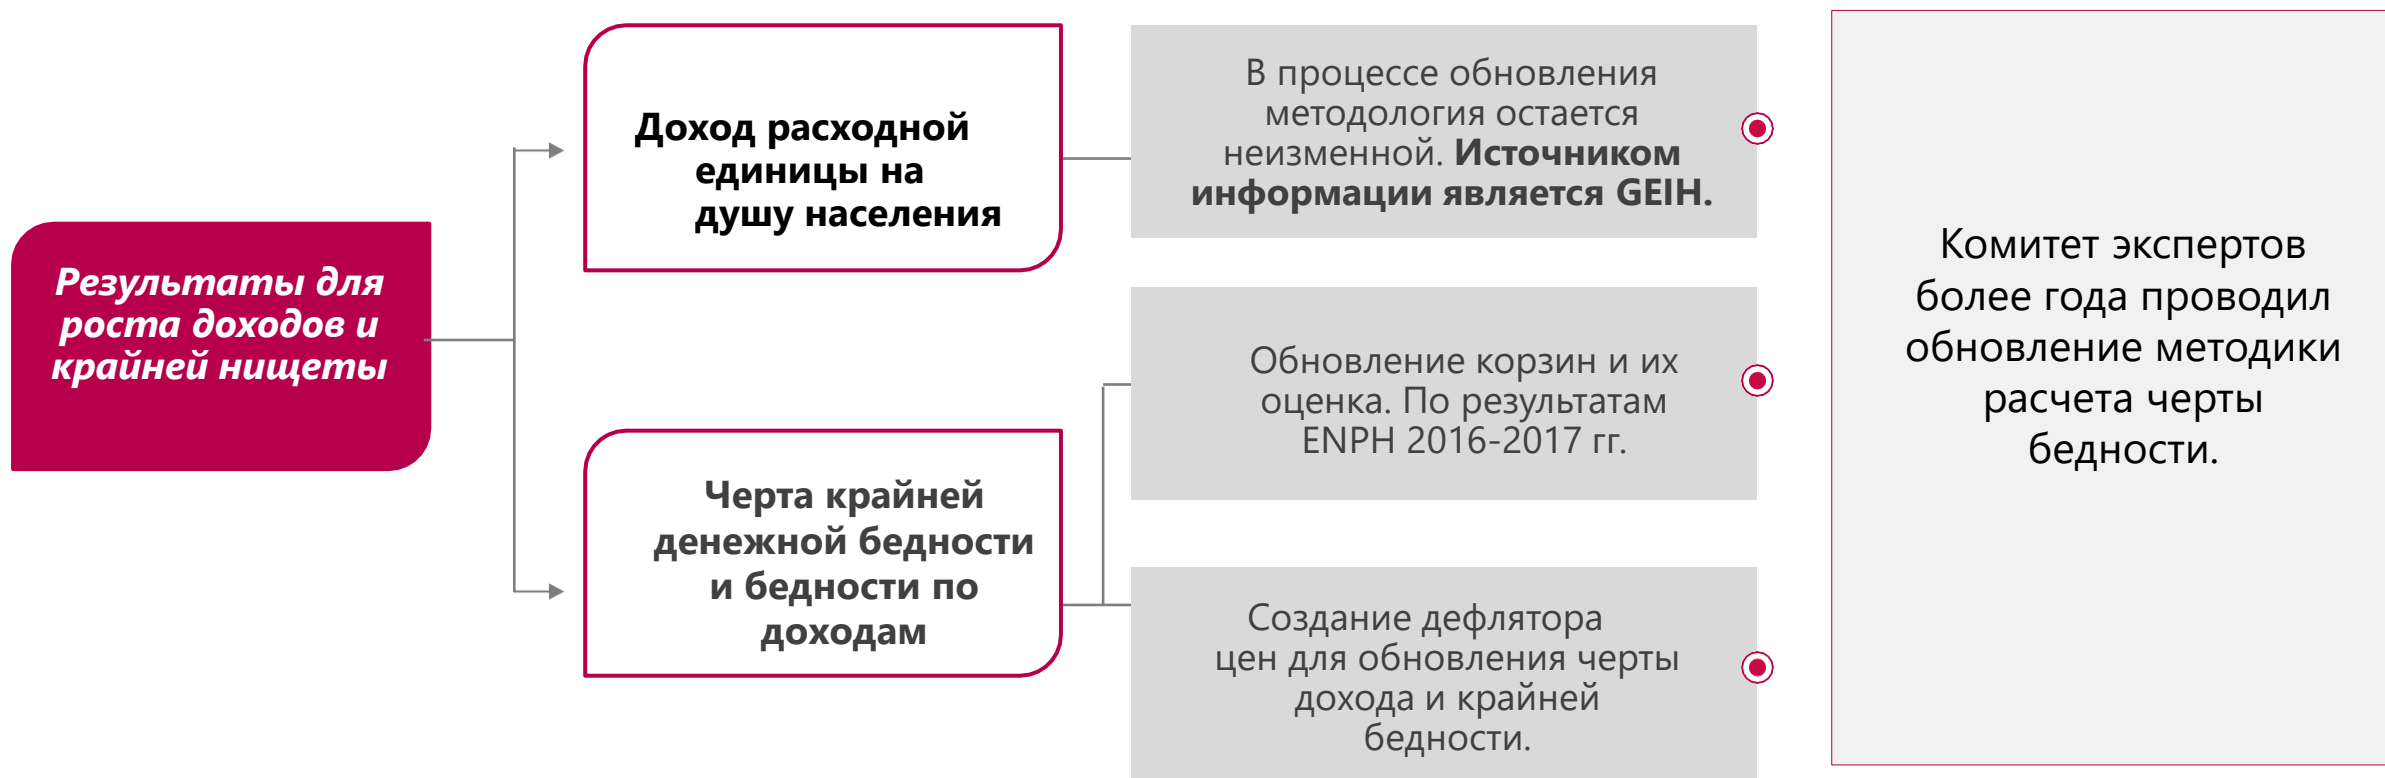 Результаты для
роста доходов и
крайней нищеты
Доход расходной
единицы на
душу населения
В процессе обновления
методология остается
неизменной. Источником
информации является GEIH.
Черта крайней
денежной бедности
и бедности по
доходам
Обновление корзин и их
оценка. По результатам
ENPH 2016-2017 гг.
Создание дефлятора
цен для обновления черты
дохода и крайней
бедности.
Комитет экспертов
более года проводил
обновление методики
расчета черты
бедности.